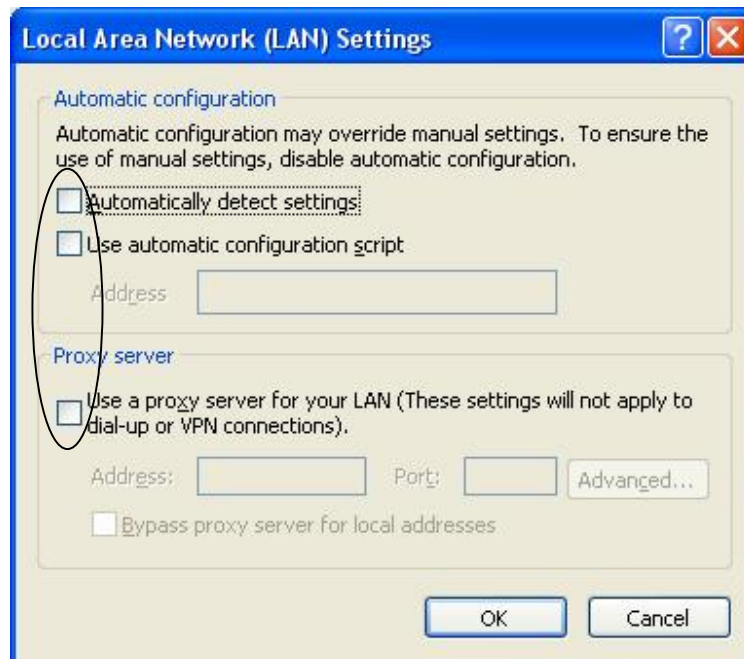 Local Area Network (LAN) Settings
?
Automatic configuration
Automatic configuration may override manual settings. To ensure the
use of manual settings, disable automatic configuration.
Automatically detect settings
Use automatic configuration script
Address
Proxy server
Use a proxy server for your LAN (These settings will not apply to
dial-up or VPN connections).
Address:
Port:
Advanced...
Bypass proxy server for local addresses
OK
Cancel